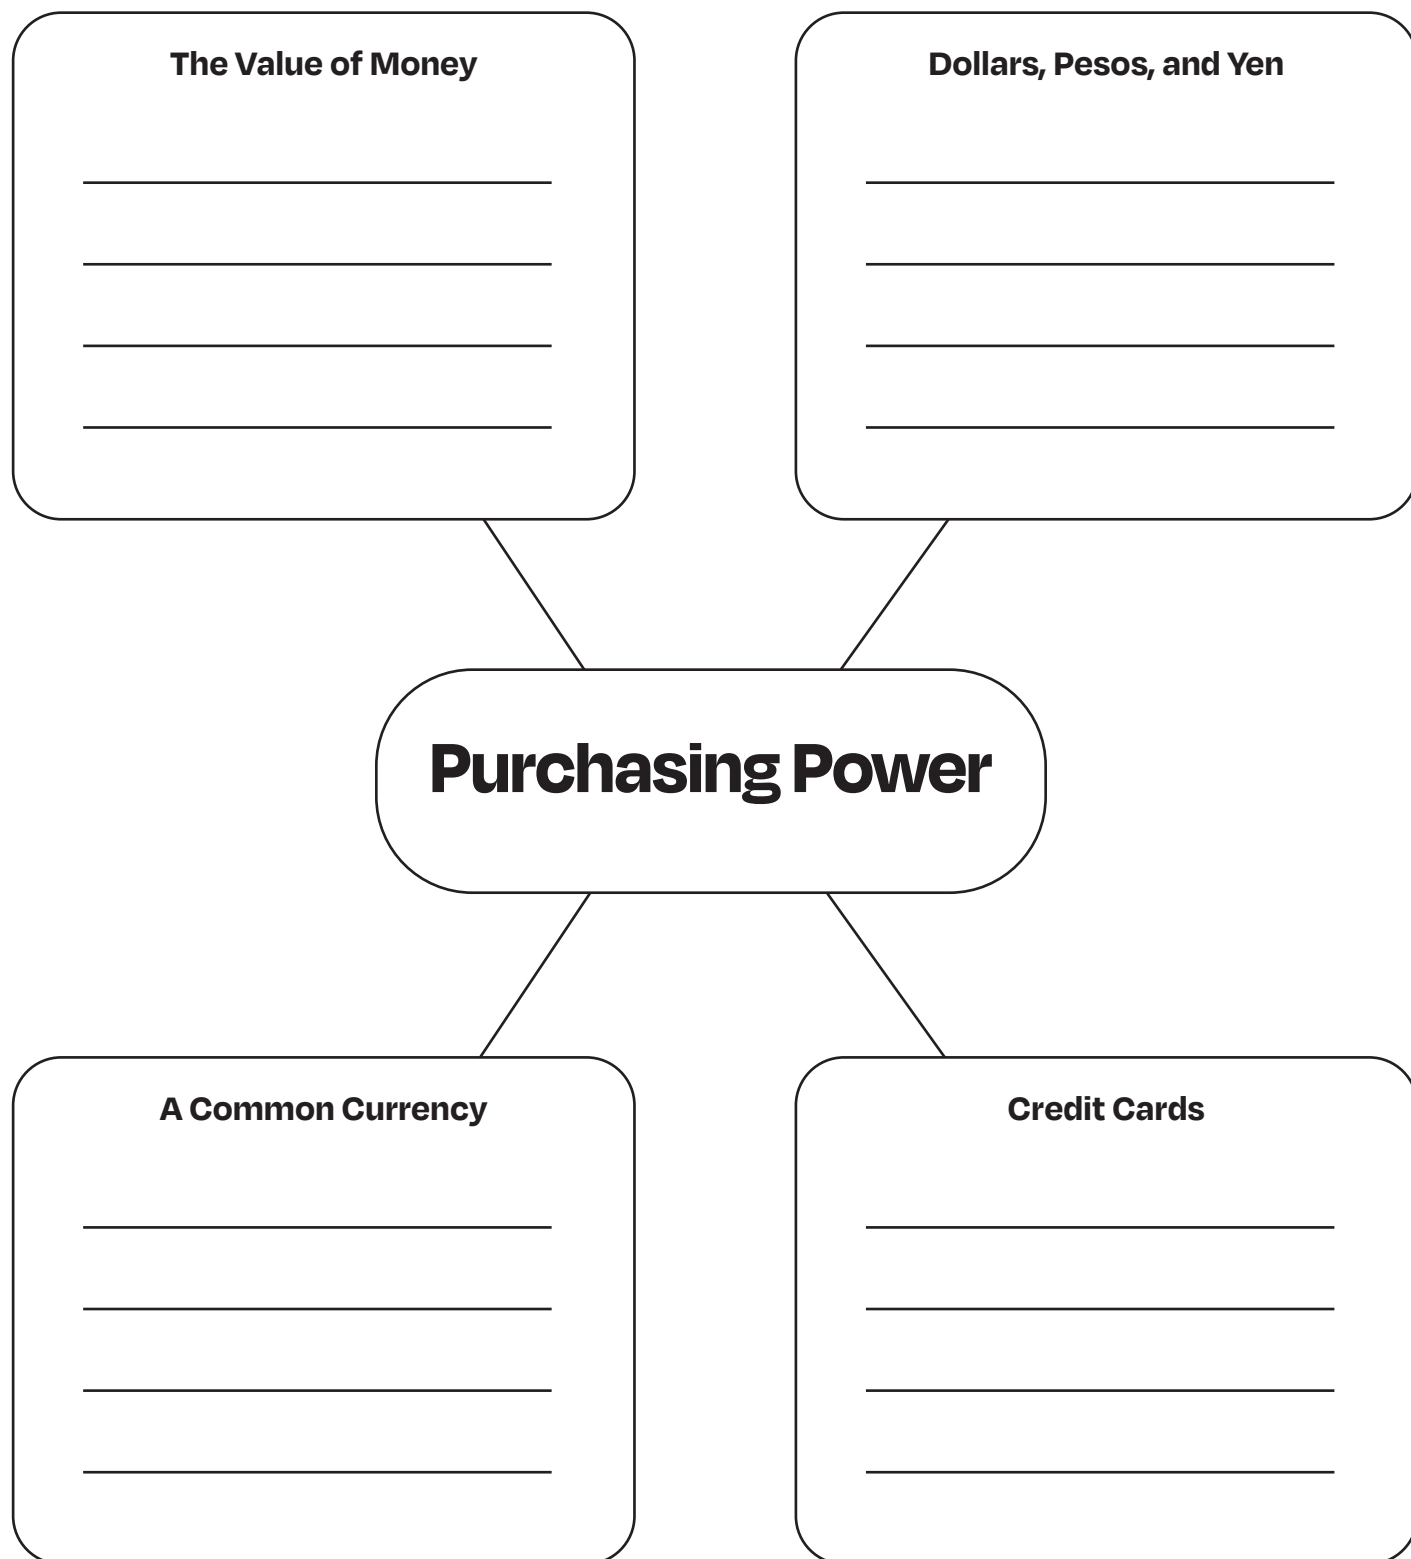 The Value of Money
Dollars, Pesos, and Yen
Purchasing Power
A Common Currency
Credit Cards